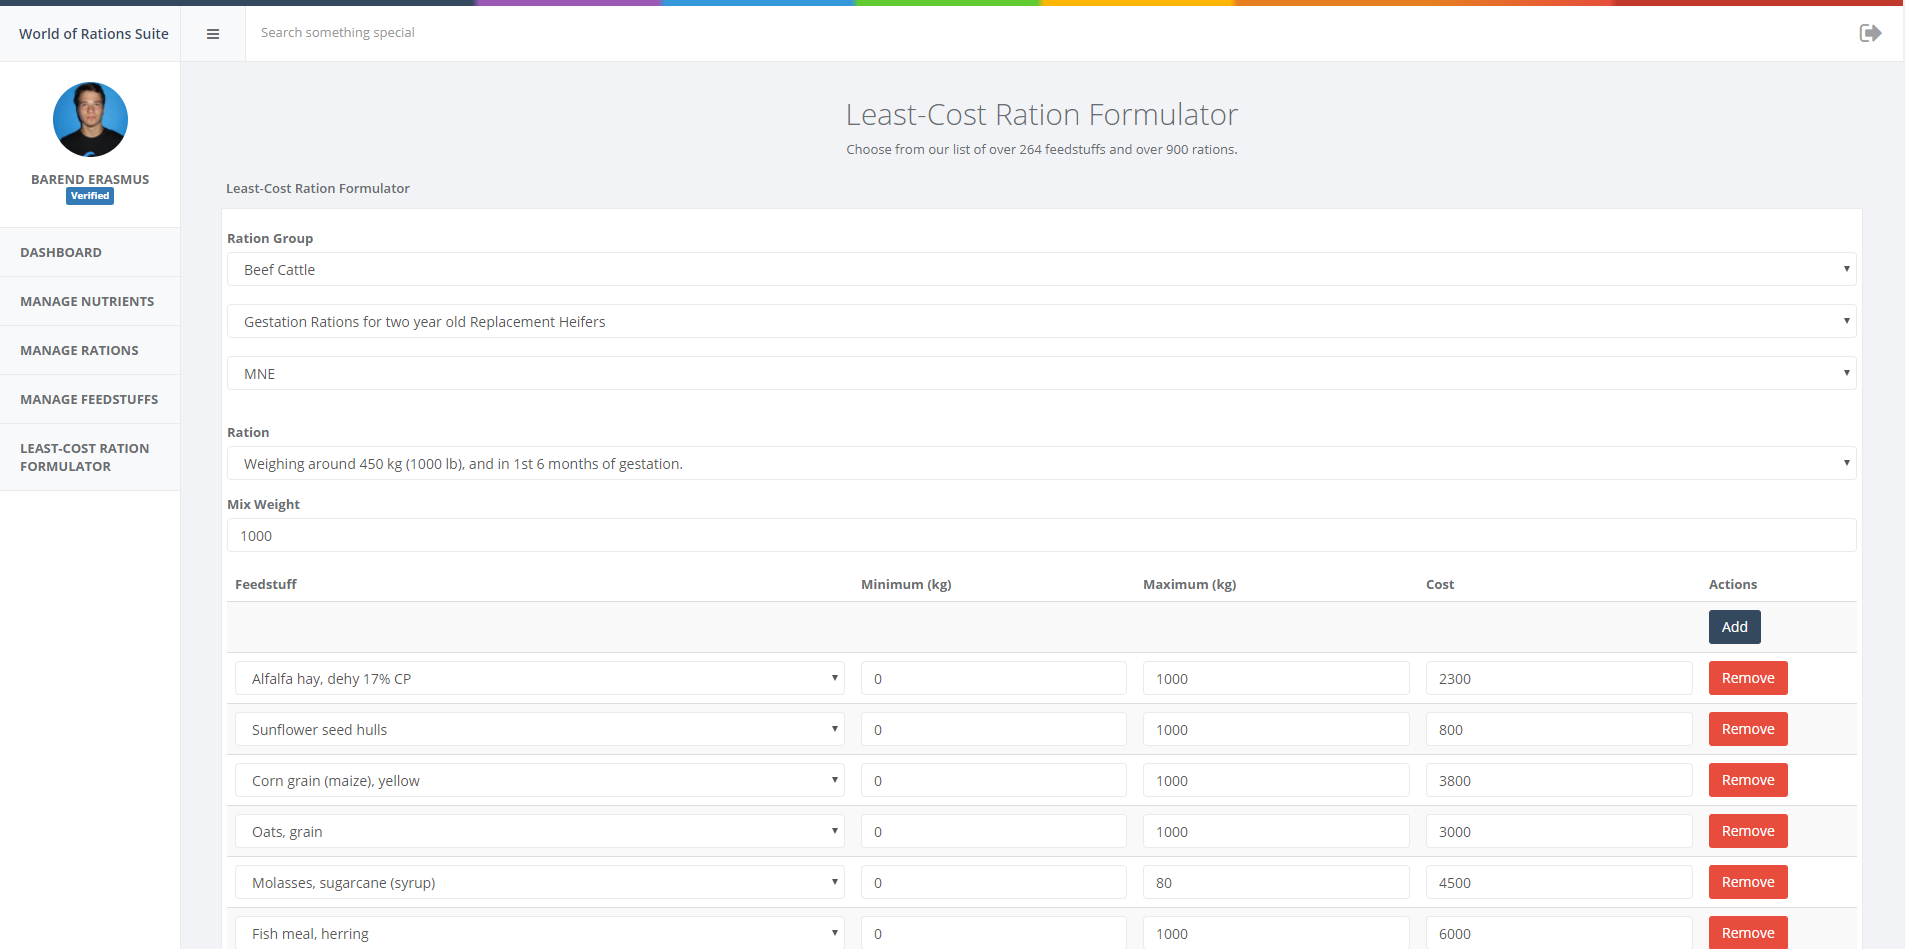 World of Rations Suite
Search something special
BAREND ERASMUS
Verified
DASHBOARD
MANAGE NUTRIENTS
MANAGE RATIONS
MANAGE FEEDSTUFFS
LEAST-COST RATION
FORMULATOR
Least-Cost Ration Formulator
Choose from our list of over 264 feedstuffs and over 900 rations.
Least-Cost Ration Formulator
Ration Group
Beef Cattle
Gestation Rations for two year old Replacement Heifers
MNE
Ration
Weighing around 450 kg (1000 lb), and in 1st 6 months of gestation.
Mix Weight
1000
Feedstuff Minimum (kg) Maximum (kg) Cost Actions
Add
Alfalfa hay, dehy 17% CP 0 1000 2300 Remove
Sunflower seed hulls 0 1000 800 Remove
Corn grain (maize), yellow 0 1000 3800 Remove
Oats, grain 0 1000 3000 Remove
Molasses, sugarcane (syrup) 0 80 4500 Remove
Fish meal, herring 0 1000 6000 Remove